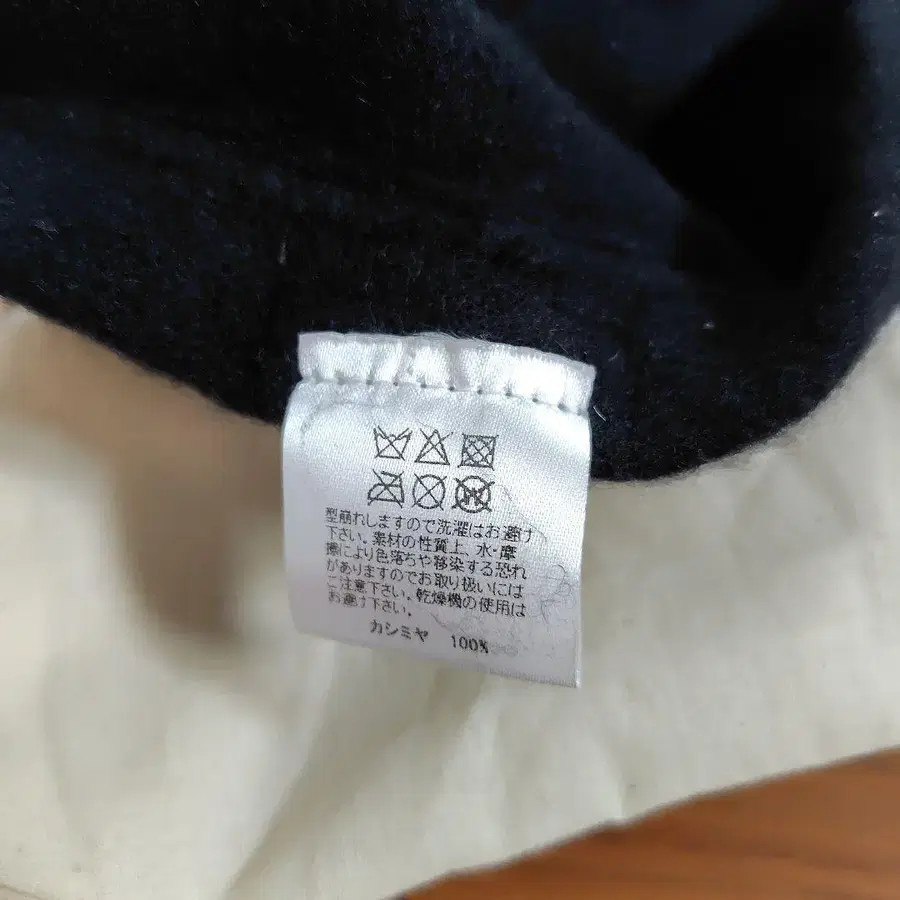 型崩れしますので洗濯はお避け
下さい。素材の性質上、水・摩
擦により色落ちや移染する恐れ
がありますのでお取り扱いには
ご注意下さい。乾燥機の使用は
お避け下さい。
カシミヤ 100%